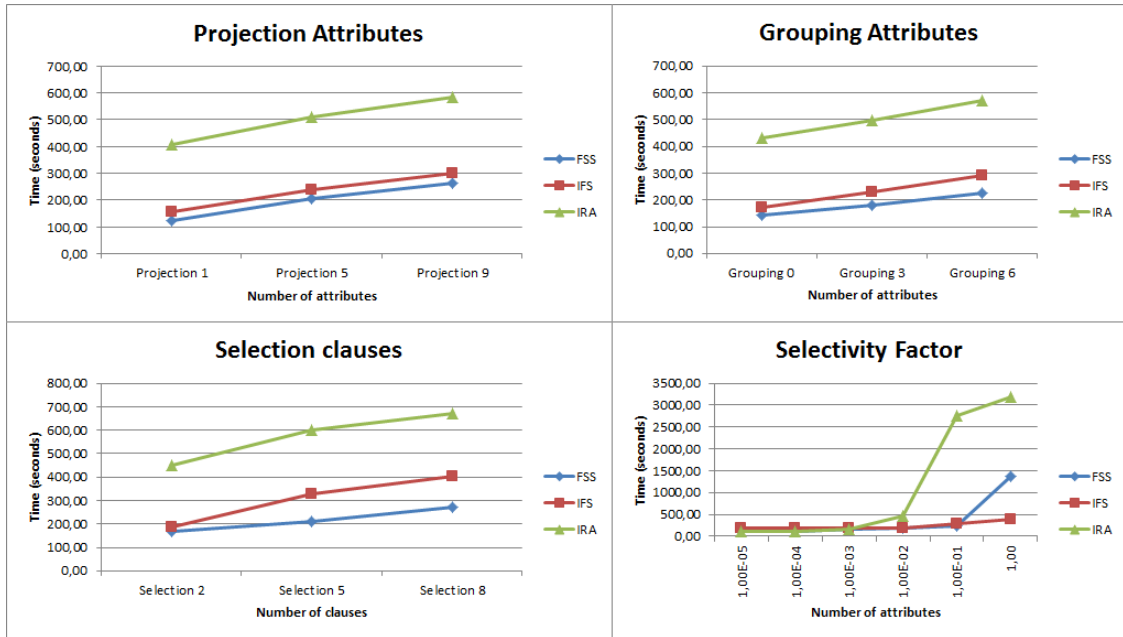 Projection Attributes
700,00
600,00
500,00
400,00
300,00
200,00
100,00
0,00
Time (seconds)
Projection 1
Projection 5
Projection 9
Number of attributes
FSS
IFS
IRA
Grouping Attributes
700,00
600,00
500,00
400,00
300,00
200,00
100,00
0,00
Time (seconds)
Grouping 0
Grouping 3
Grouping 6
Number of attributes
FSS
IFS
IRA
Selection clauses
800,00
700,00
600,00
500,00
400,00
300,00
200,00
100,00
0,00
Time (seconds)
Selection 2
Selection 5
Selection 8
Number of clauses
FSS
IFS
IRA
Selectivity Factor
3500,00
3000,00
2500,00
2000,00
1500,00
1000,00
500,00
0,00
Time (seconds)
1,00E-05
1,00E-04
1,00E-03
1,00E-02
1,00E-01
1,00
Number of attributes
FSS
IFS
IRA